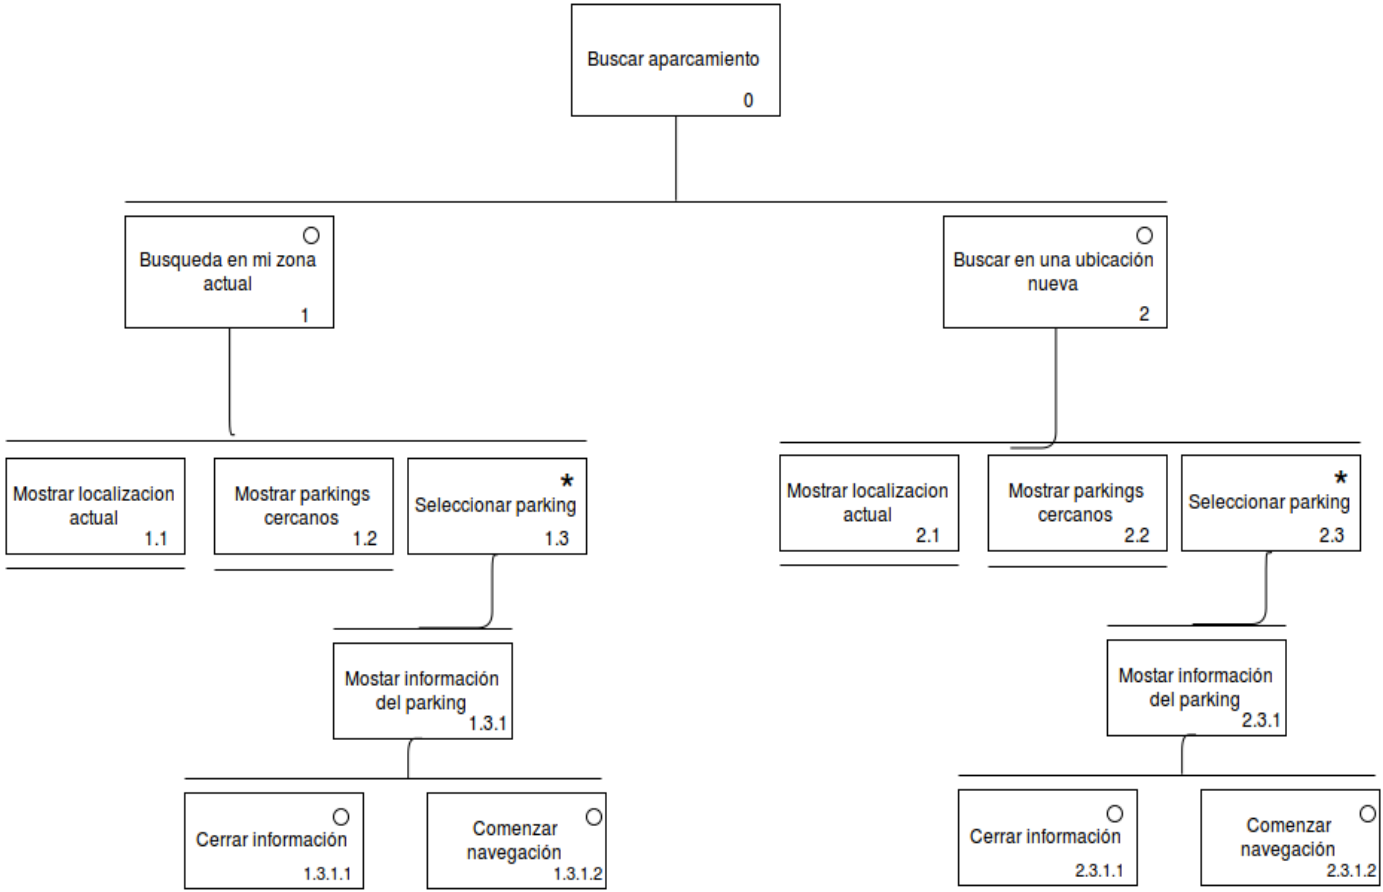 Buscar aparcamiento
0
Busqueda en mi zona
actual
1
Buscar en una ubicación
nueva
2
Mostrar localizacion
actual
1.1
Mostrar parkings
cercanos
1.2
*
Seleccionar parking
1.3
Mostrar localizacion
actual
2.1
Mostrar parkings
cercanos
2.2
*
Seleccionar parking
2.3
Mostar información
del parking
1.3.1
Mostar información
del parking
2.3.1
Cerrar información
1.3.1.1
Comenzar
navegación
1.3.1.2
Cerrar información
2.3.1.1
Comenzar
navegación
2.3.1.2